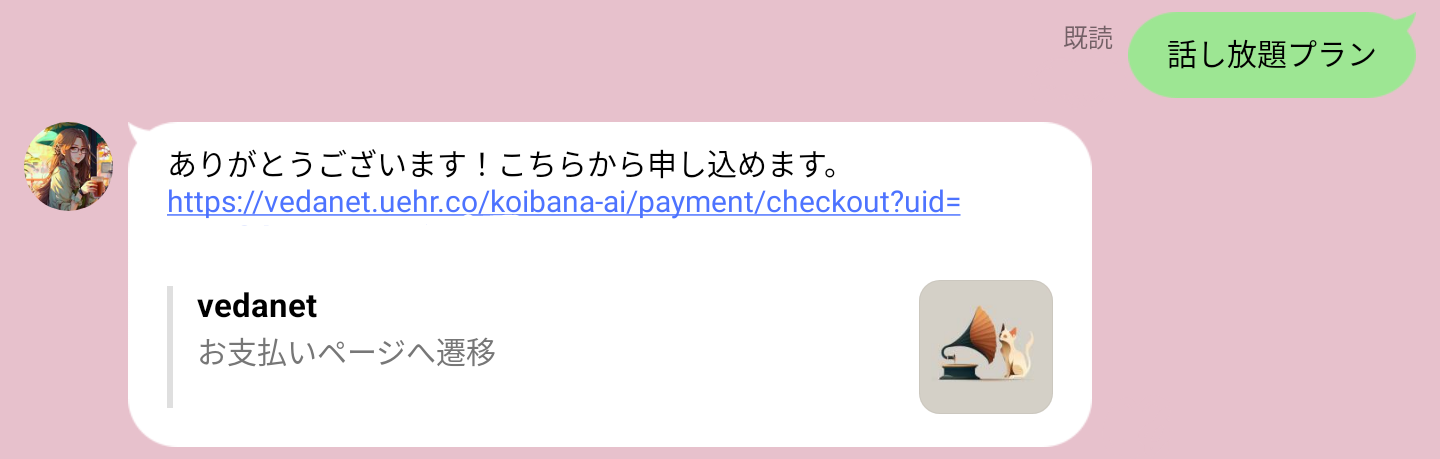 既読
話し放題プラン
ありがとうございます！こちらから申し込めます。
https://vedanet.uehr.co/koibana-ai/payment/checkout?uid=
vedanet
お支払いページへ遷移